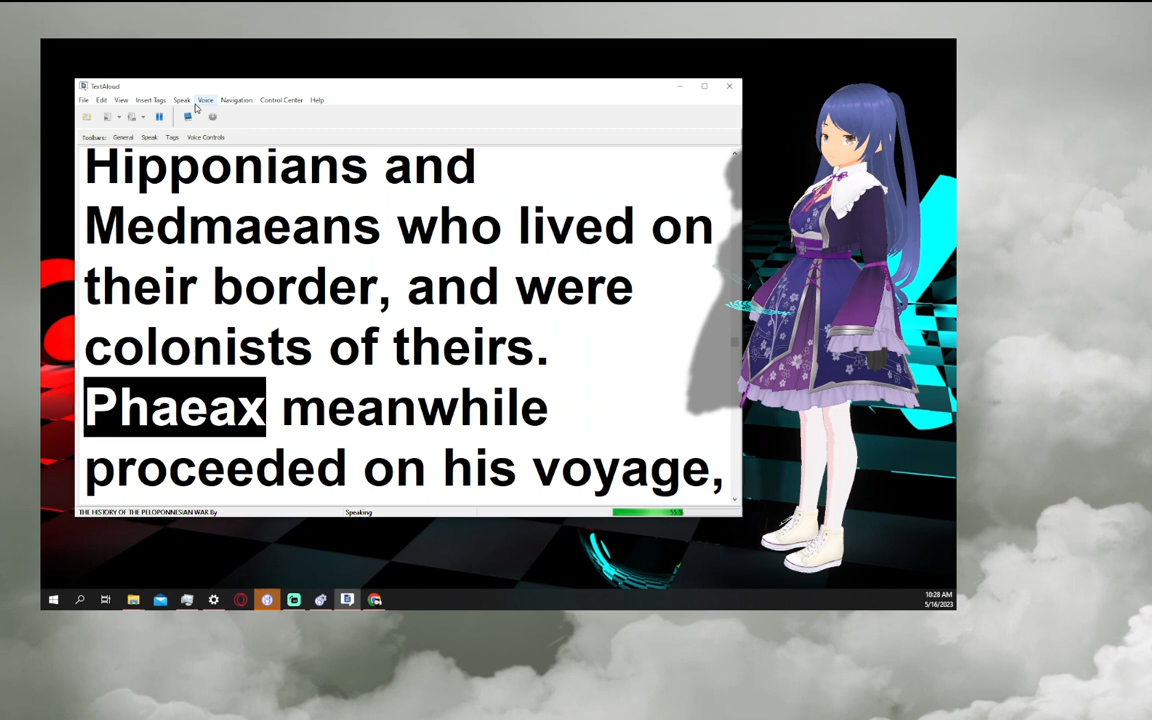 TextAloud
File Edit View Insert Tags Speak Voice Navigation Control Center Help
Toolbars: General Speak Tags Voice Controls
Hipponians and
Medmaeans who lived on
their border, and were
colonists of theirs.
Phaeax meanwhile
proceeded on his voyage,
THE HISTORY OF THE PELOPONNESIAN WAR By
Speaking
55%
10:28 AM
5/16/2023